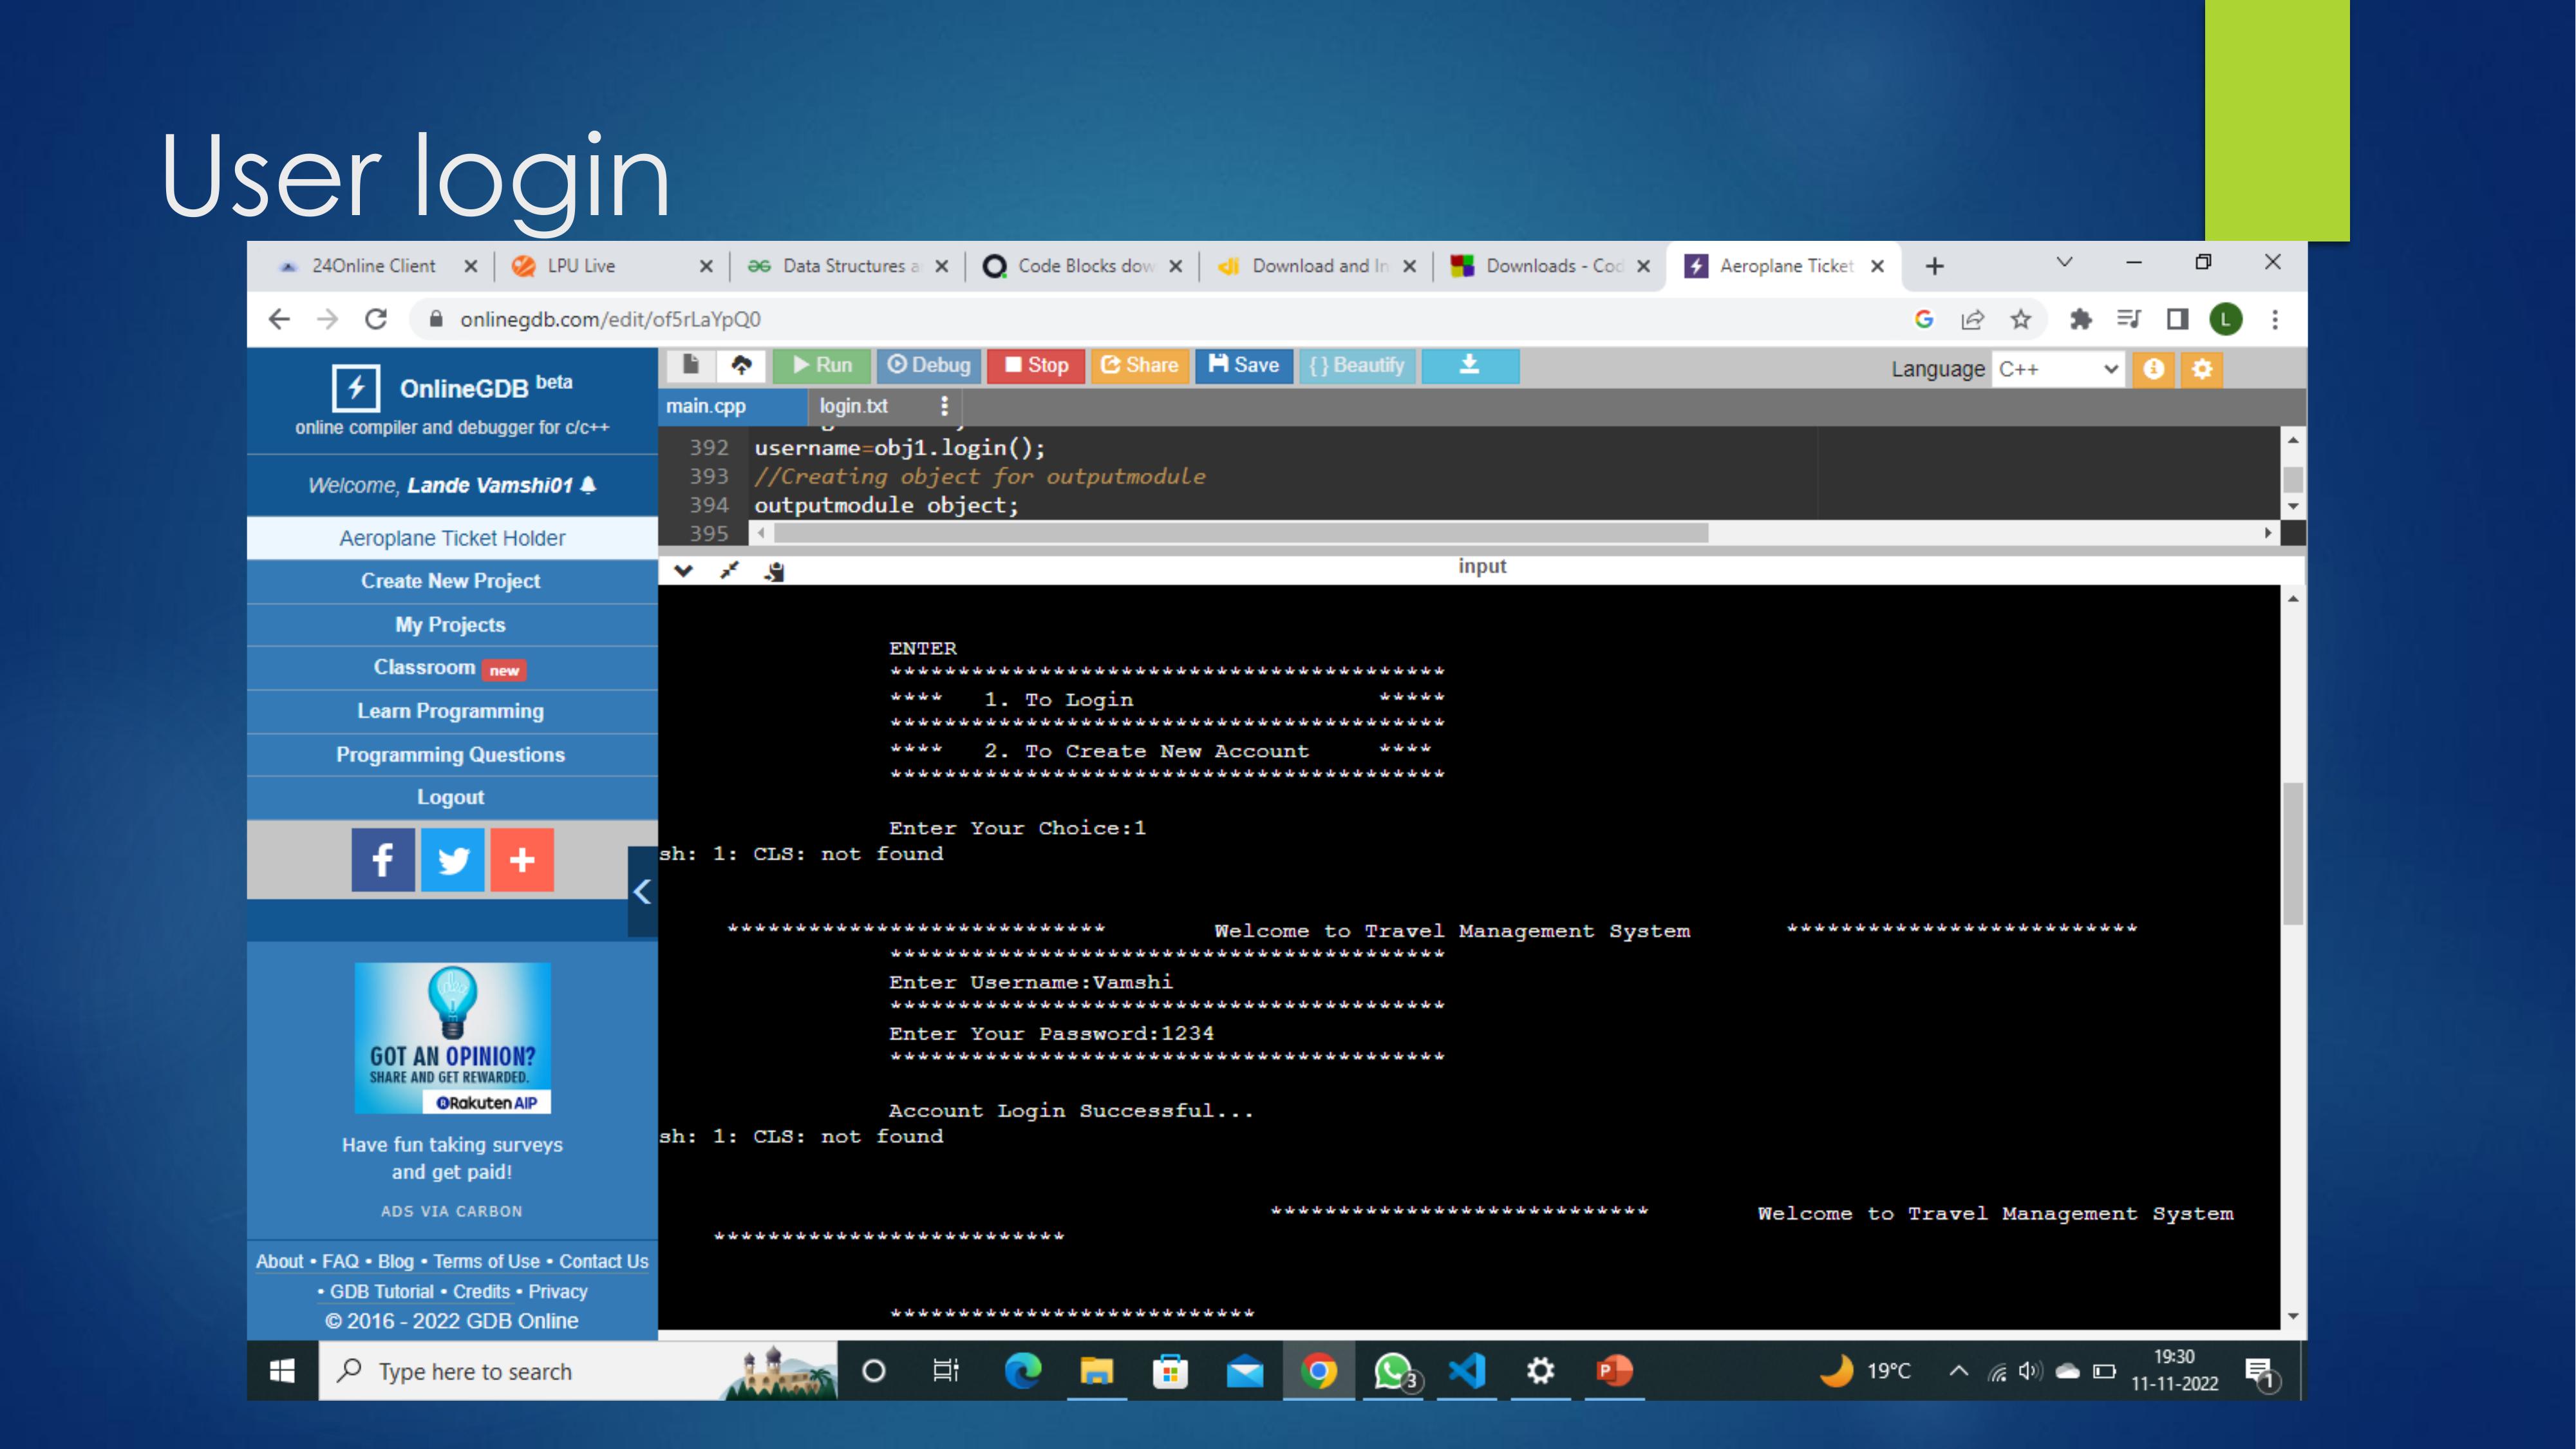 User login
24Online Client
LPU Live
Data Structures a
Code Blocks dow
Download and In
Downloads - Cod
Aeroplane Ticket
onlinegdb.com/edit/of5rLaYpQ0
L
OnlineGDB beta
online compiler and debugger for c/c++
Welcome, Lande Vamshi01
Aeroplane Ticket Holder
Create New Project
My Projects
Classroom new
Learn Programming
Programming Questions
Logout
GOT AN OPINION?
SHARE AND GET REWARDED.
Rakuten AIP
Have fun taking surveys
and get paid!
ADS VIA CARBON
About • FAQ • Blog • Terms of Use • Contact Us
• GDB Tutorial • Credits • Privacy
© 2016 - 2022 GDB Online
Run Debug Stop Share Save {} Beautify
Language C++
main.cpp login.txt
392 username=obj1.login();
393 //Creating object for outputmodule
394 outputmodule object;
395
input
ENTER
*****************************************
**** 1. To Login *****
*****************************************
**** 2. To Create New Account ****
*****************************************
Enter Your Choice:1
sh: 1: CLS: not found
**************************** Welcome to Travel Management System **************************
*****************************************
Enter Username:Vamshi
*****************************************
Enter Your Password:1234
*****************************************
Account Login Successful...
sh: 1: CLS: not found
**************************** Welcome to Travel Management System
**************************
***************************
Type here to search
3
19°C
19:30
11-11-2022
1